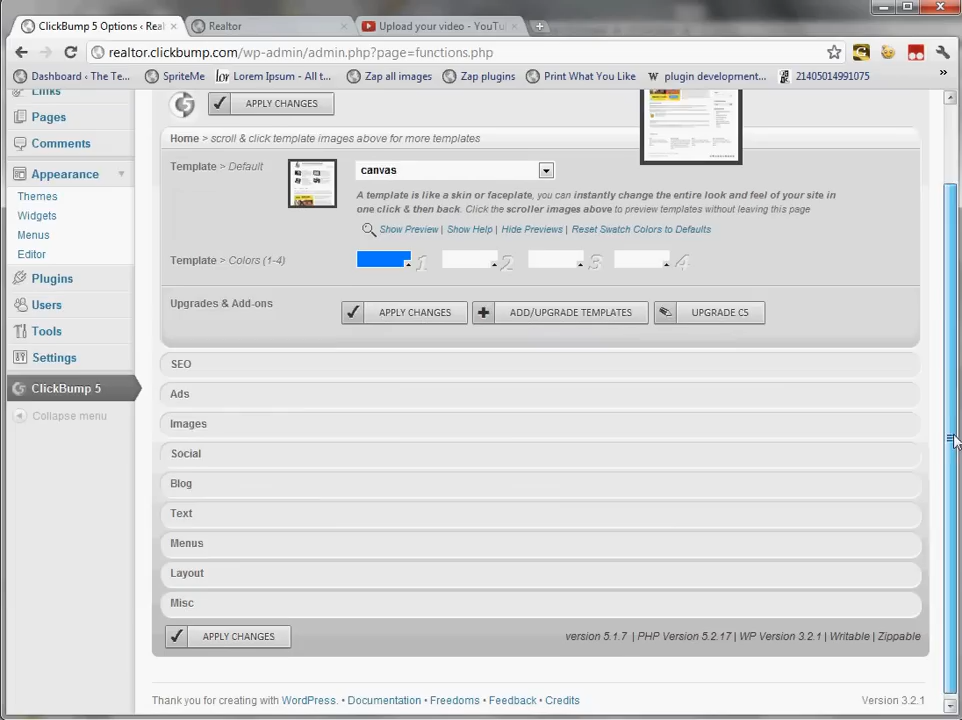 ClickBump 5 Options ‹ Real
Realtor
Upload your video - YouTu
realtor.clickbump.com/wp-admin/admin.php?page=functions.php
Dashboard ‹ The Te...
SpriteMe
lor Lorem Ipsum - All t...
Zap all images
Zap plugins
Print What You Like
W plugin development...
21405014991075
»
Links
Pages
Comments
Appearance
Themes
Widgets
Menus
Editor
Plugins
Users
Tools
Settings
ClickBump 5
Collapse menu
APPLY CHANGES
Home > scroll & click template images above for more templates
Template > Default
canvas
A template is like a skin or faceplate, you can instantly change the entire look and feel of your site in
one click & then back. Click the scroller images above to preview templates without leaving this page
Show Preview | Show Help | Hide Previews | Reset Swatch Colors to Defaults
Template > Colors (1-4)
1 2 3 4
Upgrades & Add-ons
APPLY CHANGES
ADD/UPGRADE TEMPLATES
UPGRADE C5
SEO
Ads
Images
Social
Blog
Text
Menus
Layout
Misc
APPLY CHANGES
version 5.1.7 | PHP Version 5.2.17 | WP Version 3.2.1 | Writable | Zippable
Thank you for creating with WordPress. • Documentation • Freedoms • Feedback • Credits
Version 3.2.1